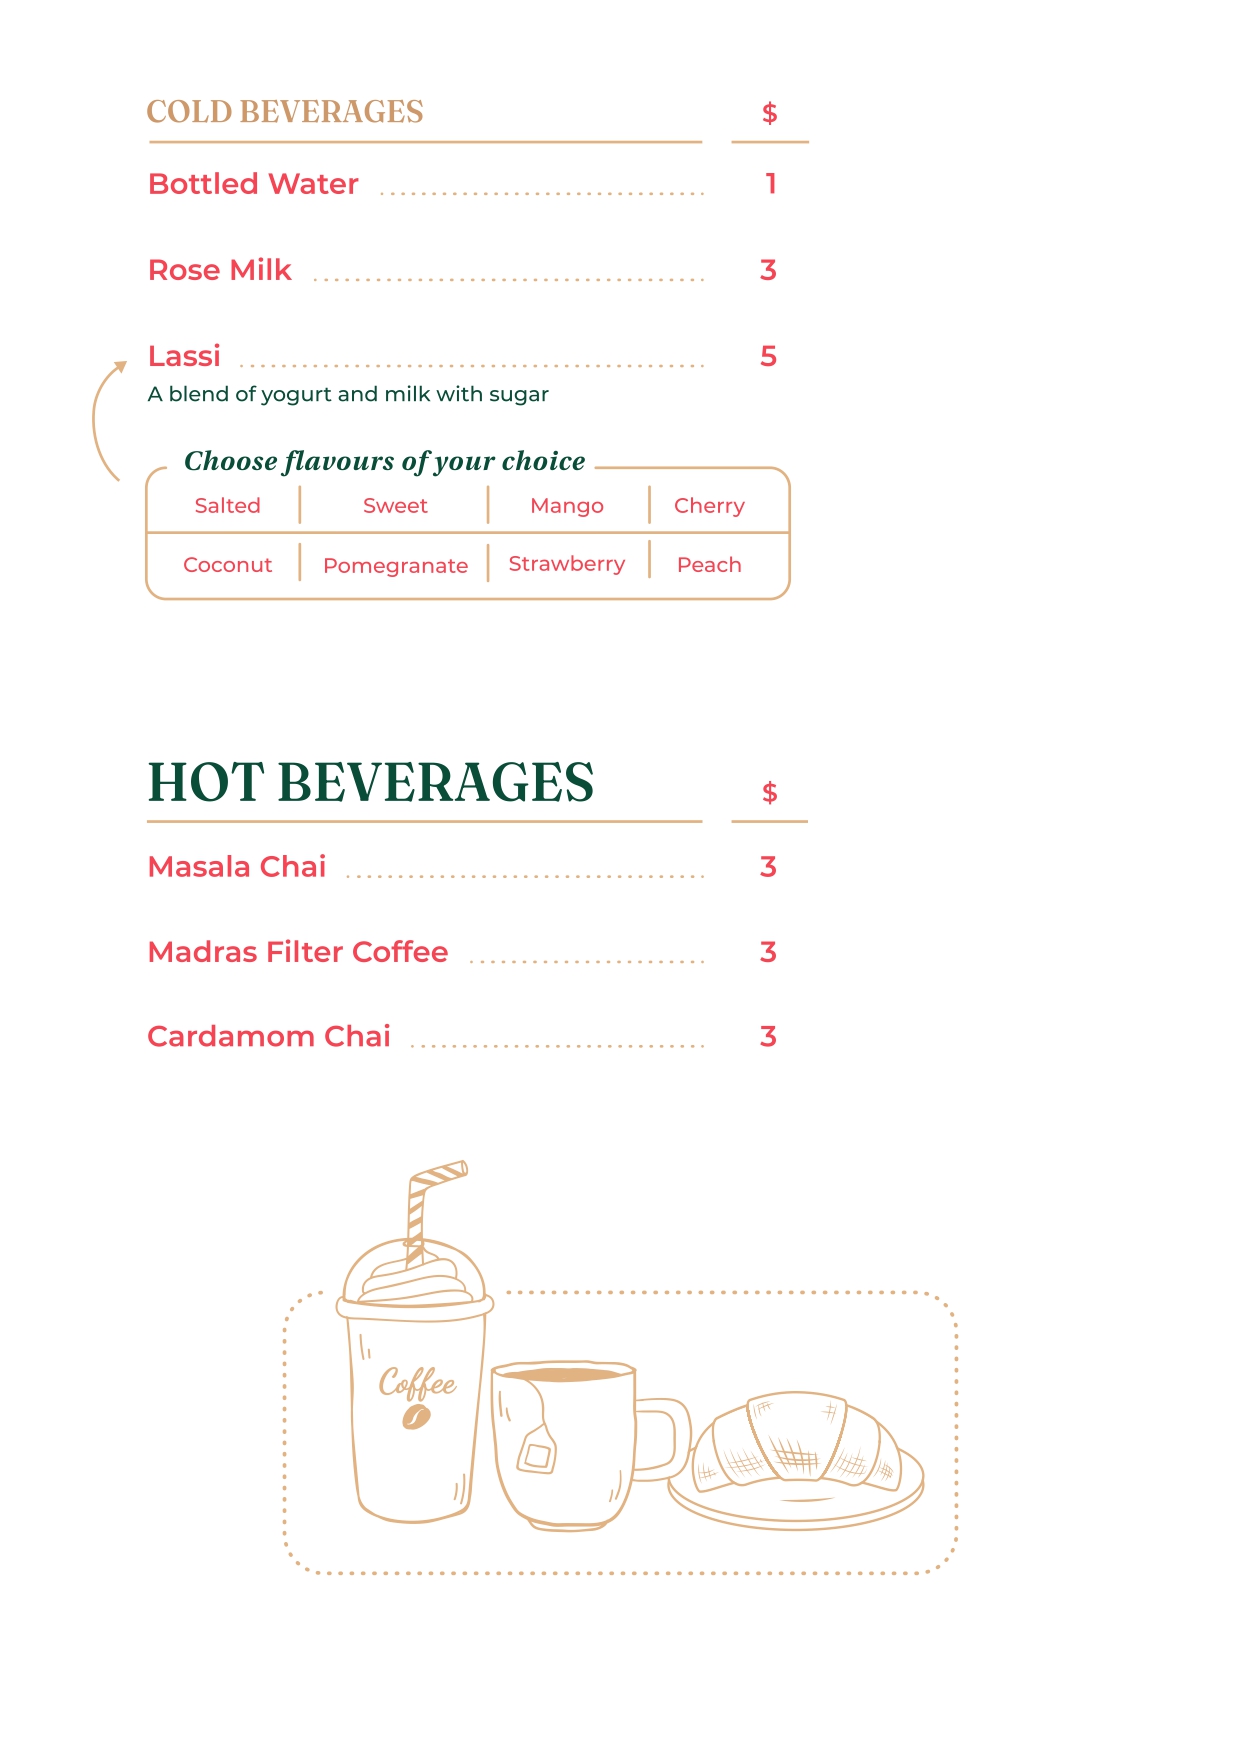 COLD BEVERAGES $
Bottled Water 1
Rose Milk 3
Lassi 5
A blend of yogurt and milk with sugar
Choose flavours of your choice
Salted Sweet Mango Cherry
Coconut Pomegranate Strawberry Peach
HOT BEVERAGES $
Masala Chai 3
Madras Filter Coffee 3
Cardamom Chai 3
Coffee